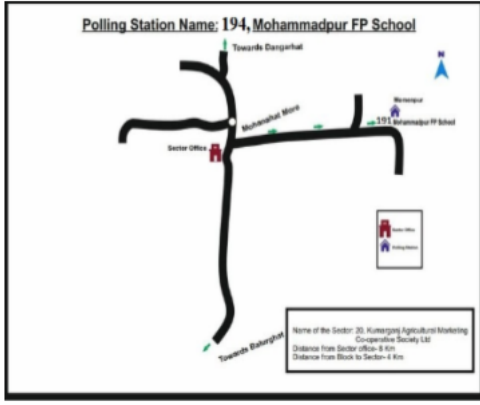 Polling Station Name: 194, Mohammadpur FP School
Towards Dangarhat
N
Mohanahat More
Mamanpur
191 Mohammadpur FP School
Sector Office
Sector Office
Polling Station
Name of the Sector: 20, Kumarganj Agricultural Marketing
Co-operative Society Ltd
Distance from Sector office- 8 Km
Distance from Block to Sector- 4 Km
Towards Balurghat